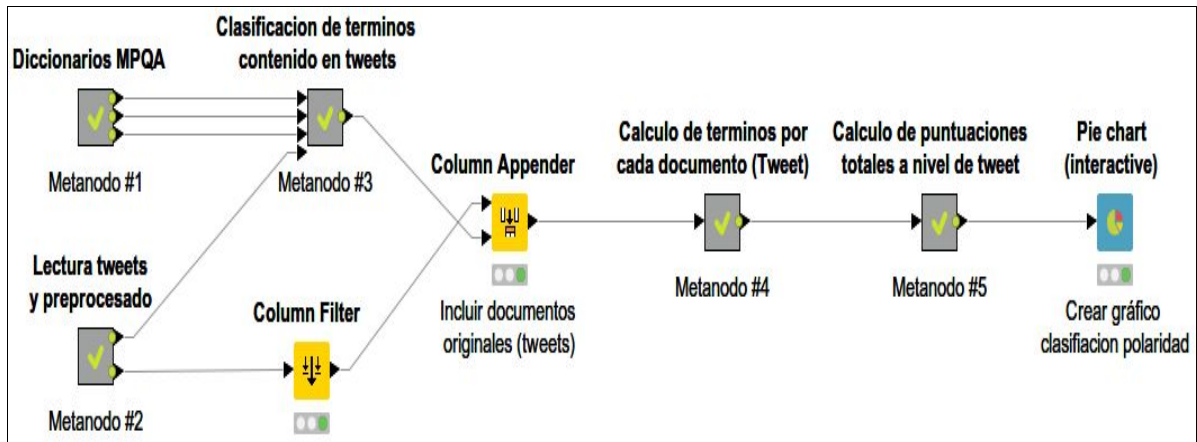 Diccionarios MPQA
Metanodo #1
Clasificacion de terminos
contenido en tweets
Metanodo #3
Lectura tweets
y preprocesado
Metanodo #2
Column Filter
Column Appender
Incluir documentos
originales (tweets)
Calculo de terminos por
cada documento (Tweet)
Metanodo #4
Calculo de puntuaciones
totales a nivel de tweet
Metanodo #5
Pie chart
(interactive)
Crear gráfico
clasifiacion polaridad